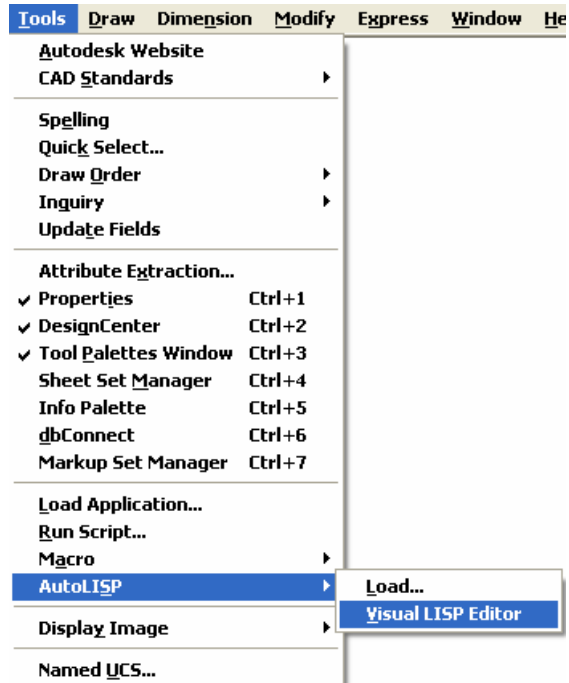 Tools Draw Dimension Modify Express Window He
Autodesk Website
CAD Standards
Spelling
Quick Select...
Draw Order
Inquiry
Update Fields
Attribute Extraction...
Properties Ctrl+1
DesignCenter Ctrl+2
Tool Palettes Window Ctrl+3
Sheet Set Manager Ctrl+4
Info Palette Ctrl+5
dbConnect Ctrl+6
Markup Set Manager Ctrl+7
Load Application...
Run Script...
Macro
AutoLISP
Load...
Visual LISP Editor
Display Image
Named UCS...